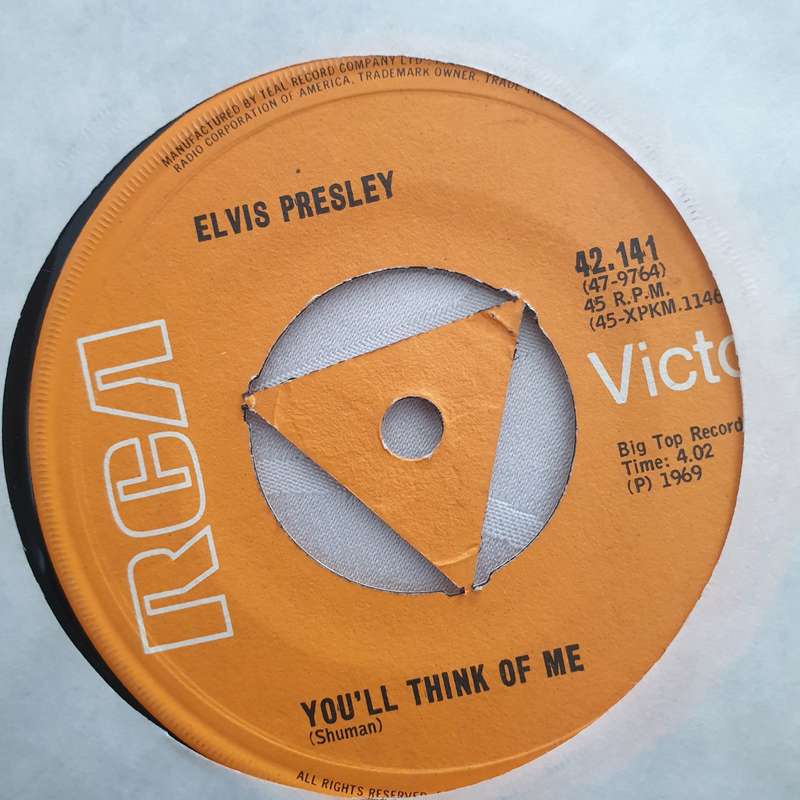 MANUFACTURED BY TEAL RECORD COMPANY LTD
RADIO CORPORATION OF AMERICA, TRADEMARK OWNER. TRADE
ELVIS PRESLEY
42.141
(47-9764)
45 R.P.M.
(45-XPKM.1146
RCA
Victo
Big Top Record
Time: 4.02
(P) 1969
YOU'LL THINK OF ME
(Shuman)
ALL RIGHTS RESERVED